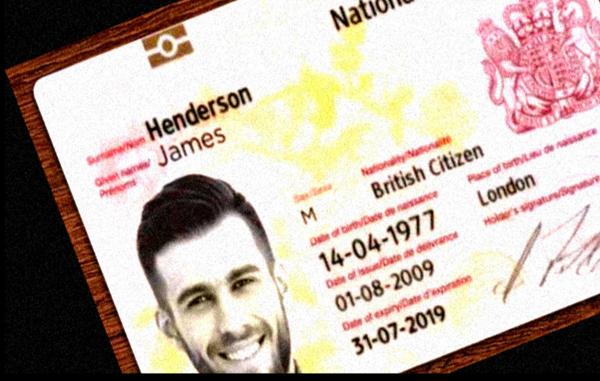 Nationa
Henderson
Surname/Nom
James
Given names/
Prénoms
Nationality/Nationalité
British Citizen
Sex/Sexe
M
Place of birth/Lieu de naissance
London
Date of birth/Date de naissance
14-04-1977
Holder's signature/Signature
Date of issue/Date de délivrance
01-08-2009
Date of expiry/Date d'expiration
31-07-2019